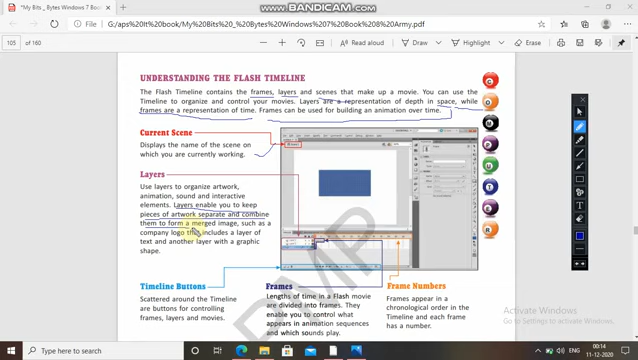 www.BANDICAM.com
"My Bits _ Bytes Windows 7 Book
G:/aps%20It%20book/My%20Bits%20_%20Bytes%20Windows%207%20Book%208%20Army.pdf
105 of 160
Read aloud
Draw
Highlight
Erase
UNDERSTANDING THE FLASH TIMELINE
The Flash Timeline contains the frames, layers and scenes that make up a movie. You can use the
Timeline to organize and control your movies. Layers are a representation of depth in space, while
frames are a representation of time. Frames can be used for building an animation over time.
Current Scene
Displays the name of the scene on
which you are currently working.
Layers
Use layers to organize artwork,
animation, sound and interactive
elements. Layers enable you to keep
pieces of artwork separate and combine
them to form a merged image, such as a
company logo that includes a layer of
text and another layer with a graphic
shape.
Timeline Buttons
Scattered around the Timeline
are buttons for controlling
frames, layers and movies.
Frames
Lengths of time in a Flash movie
are divided into frames. They
enable you to control what
appears in animation sequences
and which sounds play.
Frame Numbers
Frames appear in a
chronological order in
the Timeline and each frame
has a number.
PMP
C
O
M
P
U
T
E
R
Activate Windows
Go to Settings to activate Windows.
Type here to search
ENG
00:14
11-12-2020